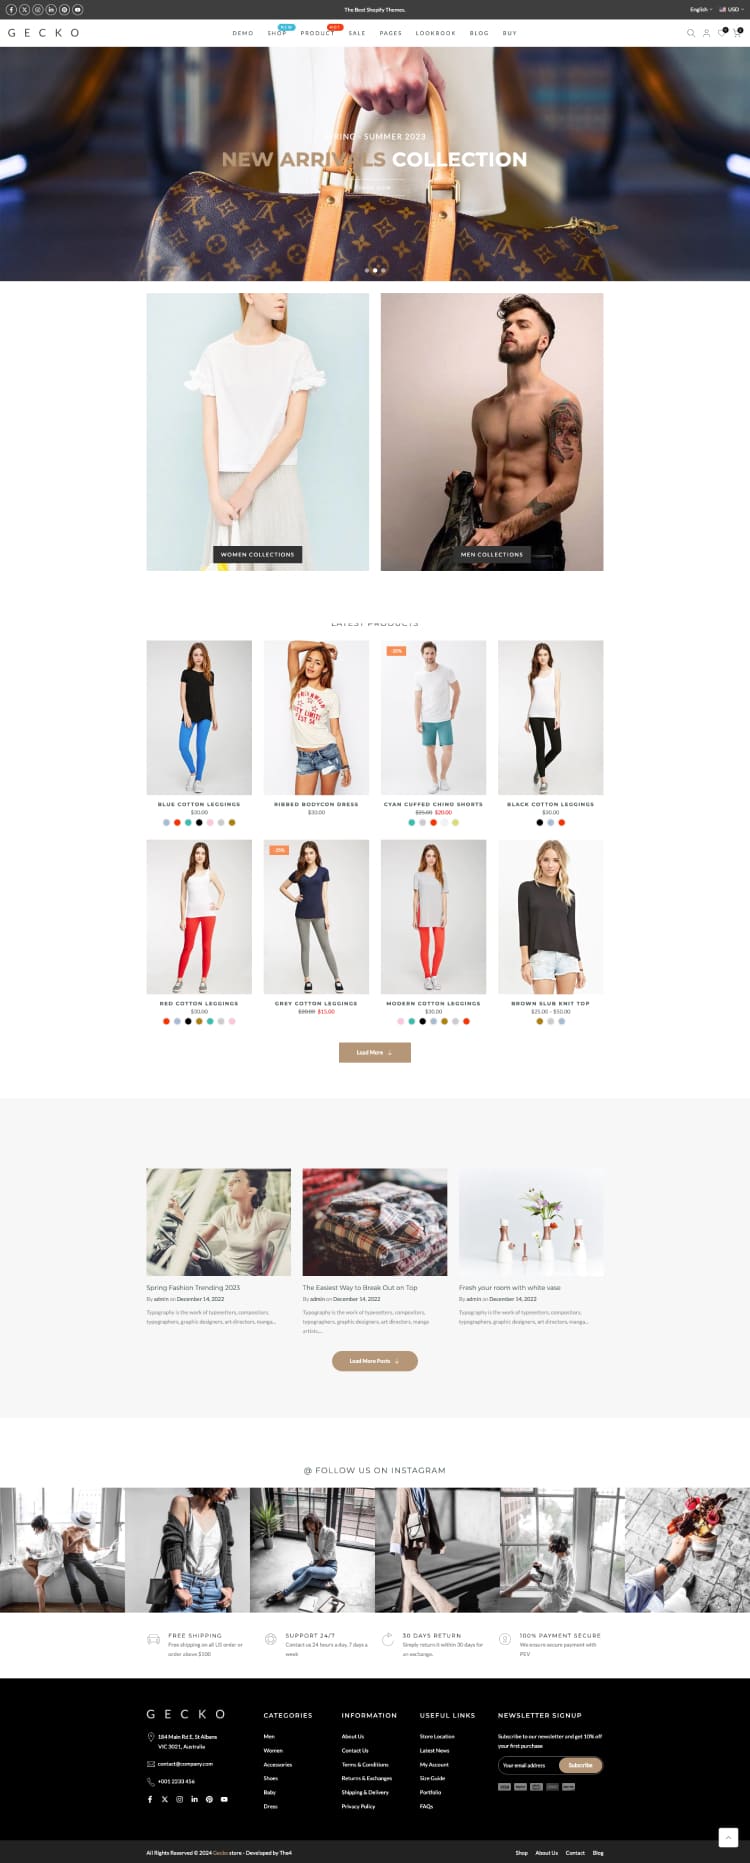 The Best Shopify Themes.
English
USD
GECKO
DEMO
SHOP
NEW
PRODUCT
HOT
SALE
PAGES
LOOKBOOK
BLOG
BUY
SPRING - SUMMER 2023
NEW ARRIVALS COLLECTION
WOMEN COLLECTIONS
MEN COLLECTIONS
LATEST PRODUCTS
BLUE COTTON LEGGINGS
$30.00
RIBBED BODYCON DRESS
$30.00
CYAN CUFFED CHINO SHORTS
$25.00 $20.00
BLACK COTTON LEGGINGS
$30.00
RED COTTON LEGGINGS
$30.00
-25%
GREY COTTON LEGGINGS
$20.00 $15.00
MODERN COTTON LEGGINGS
$30.00
BROWN SLUB KNIT TOP
$25.00 – $50.00
Load More
Spring Fashion Trending 2023
By admin on December 14, 2022
Typography is the work of typesetters, compositors,
typographers, graphic designers, art directors, manga...
The Easiest Way to Break Out on Top
By admin on December 14, 2022
Typography is the work of typesetters, compositors,
typographers, graphic designers, art directors, manga
artists,...
Fresh your room with white vase
By admin on December 14, 2022
Typography is the work of typesetters, compositors,
typographers, graphic designers, art directors, manga...
Load More Posts
@ FOLLOW US ON INSTAGRAM
FREE SHIPPING
Free shipping on all US order or
order above $100
SUPPORT 24/7
Contact us 24 hours a day, 7 days a
week
30 DAYS RETURN
Simply return it within 30 days for
an exchange.
100% PAYMENT SECURE
We ensure secure payment with
PEV
GECKO
184 Main Rd E, St Albans
VIC 3021, Australia
contact@company.com
+001 2233 456
CATEGORIES
Men
Women
Accessories
Shoes
Baby
Dress
INFORMATION
About Us
Contact Us
Terms & Conditions
Returns & Exchanges
Shipping & Delivery
Privacy Policy
USEFUL LINKS
Store Location
Latest News
My Account
Size Guide
Portfolio
FAQs
NEWSLETTER SIGNUP
Subscribe to our newsletter and get 10% off
your first purchase
Your email address
Subscribe
All Rights Reserved © 2024 Gecko store - Developed by The4
Shop
About Us
Contact
Blog